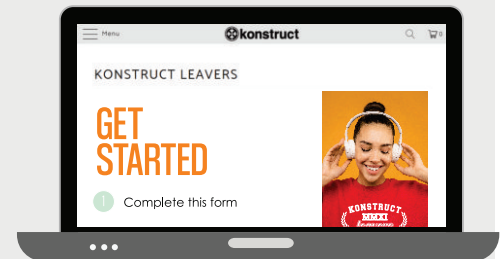 Menu
konstruct
0
KONSTRUCT LEAVERS
GET
STARTED
1
Complete this form
KONSTRUCT
MMXI